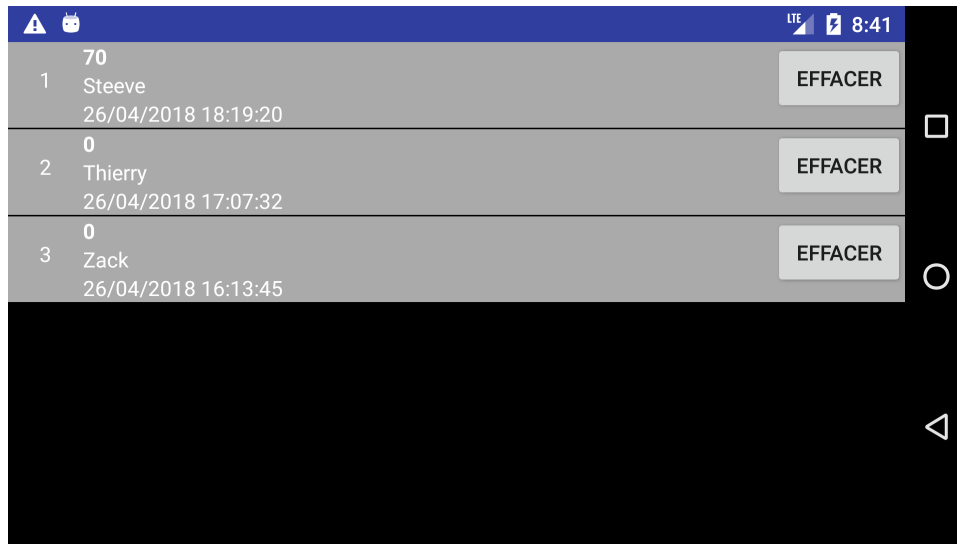 LTE 8:41
1
70
Steeve
26/04/2018 18:19:20
EFFACER
2
0
Thierry
26/04/2018 17:07:32
EFFACER
3
0
Zack
26/04/2018 16:13:45
EFFACER